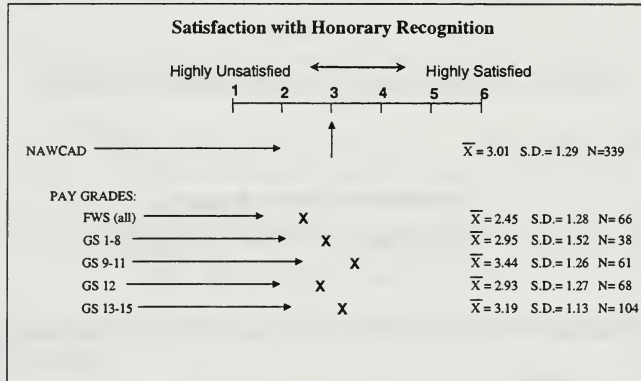 Satisfaction with Honorary Recognition
Highly Unsatisfied Highly Satisfied
1 2 3 4 5 6
NAWCAD X̅ = 3.01 S.D.= 1.29 N=339
PAY GRADES:
FWS (all) X X̅ = 2.45 S.D.= 1.28 N= 66
GS 1-8 X X̅ = 2.95 S.D.= 1.52 N= 38
GS 9-11 X X̅ = 3.44 S.D.= 1.26 N= 61
GS 12 X X̅ = 2.93 S.D.= 1.27 N= 68
GS 13-15 X X̅ = 3.19 S.D.= 1.13 N= 104